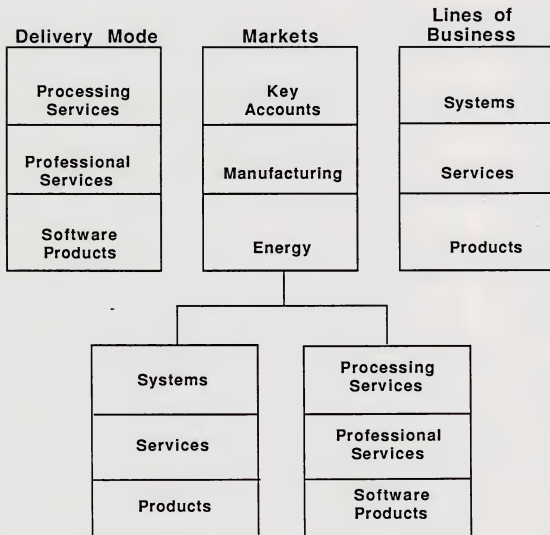 Delivery Mode
Processing
Services
Professional
Services
Software
Products
Markets
Key
Accounts
Manufacturing
Energy
Lines of
Business
Systems
Services
Products
Systems
Services
Products
Processing
Services
Professional
Services
Software
Products